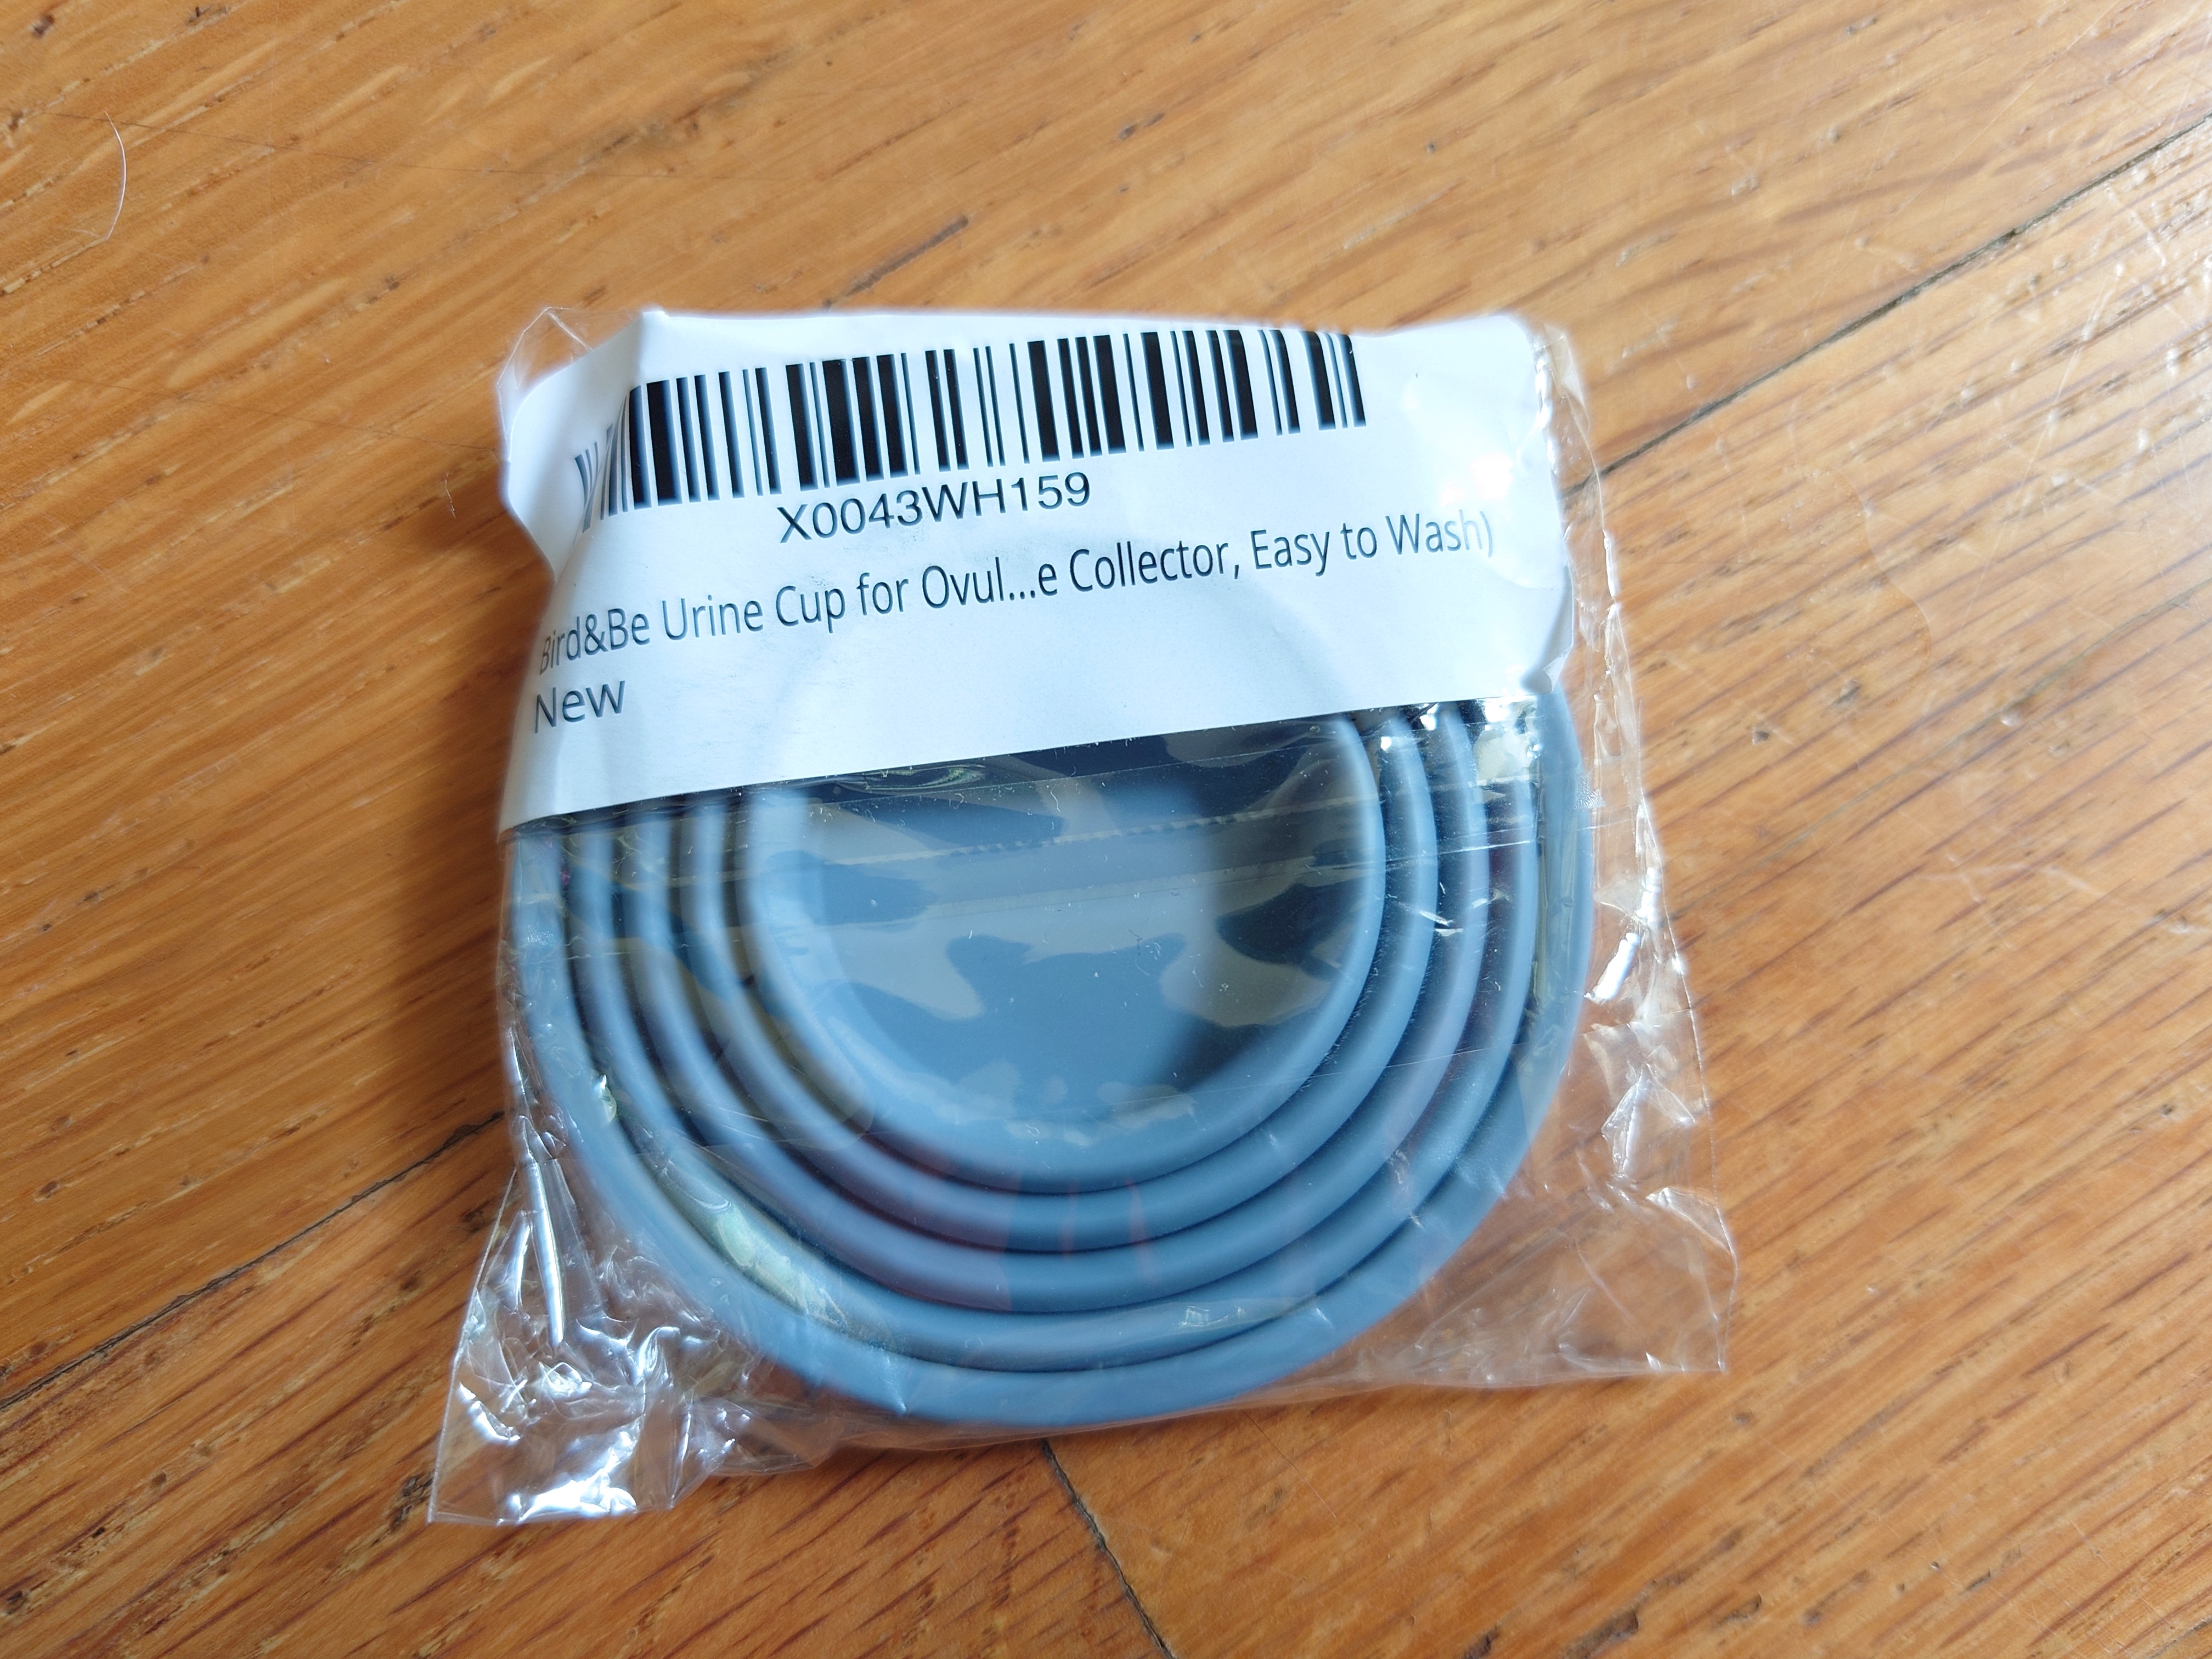 X0043WH159
Bird&Be Urine Cup for Ovul...e Collector, Easy to Wash)
New